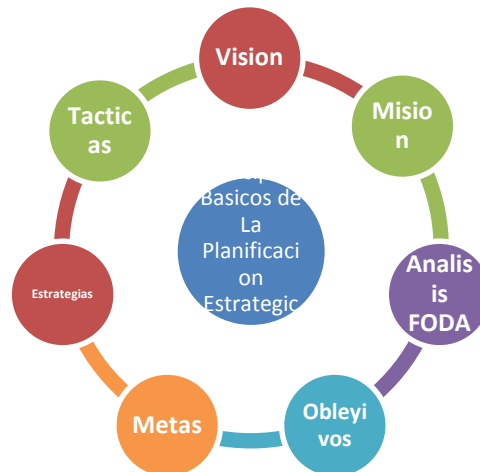 Vision
Misio
n
Analis
is
FODA
Obleyi
vos
Metas
Estrategias
Tactic
as
Basicos de
La
Planificaci
on
Estrategic